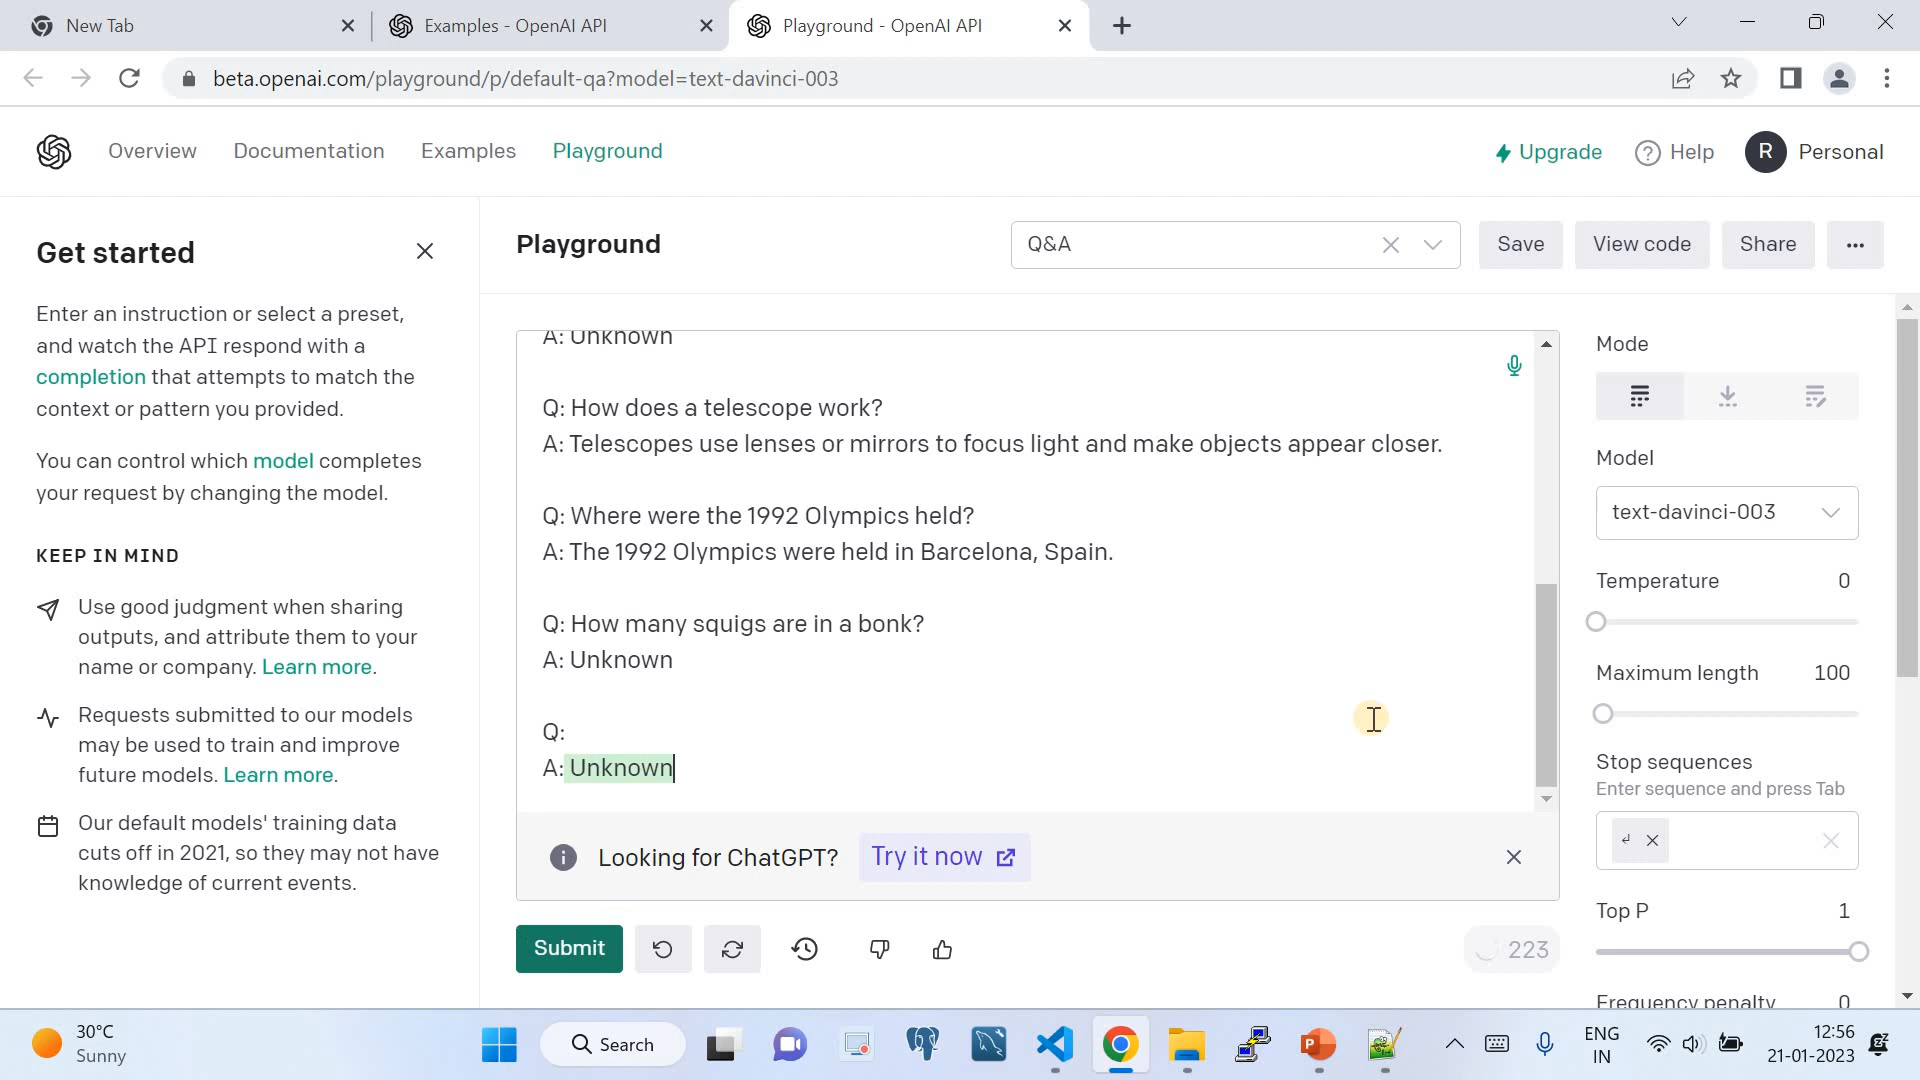 New Tab
Examples - OpenAI API
Playground - OpenAI API
beta.openai.com/playground/p/default-qa?model=text-davinci-003
Overview
Documentation
Examples
Playground
Upgrade
Help
R
Personal
Get started
Enter an instruction or select a preset,
and watch the API respond with a
completion that attempts to match the
context or pattern you provided.
You can control which model completes
your request by changing the model.
KEEP IN MIND
Use good judgment when sharing
outputs, and attribute them to your
name or company. Learn more.
Requests submitted to our models
may be used to train and improve
future models. Learn more.
Our default models' training data
cuts off in 2021, so they may not have
knowledge of current events.
Playground
Q&A
Save
View code
Share
A: Unknown
Q: How does a telescope work?
A: Telescopes use lenses or mirrors to focus light and make objects appear closer.
Q: Where were the 1992 Olympics held?
A: The 1992 Olympics were held in Barcelona, Spain.
Q: How many squigs are in a bonk?
A: Unknown
Q:
A: Unknown
Looking for ChatGPT?
Try it now
Submit
223
Mode
Model
text-davinci-003
Temperature 0
Maximum length 100
Stop sequences
Enter sequence and press Tab
Top P 1
Frequency penalty 0
30°C
Sunny
Search
ENG
IN
12:56
21-01-2023